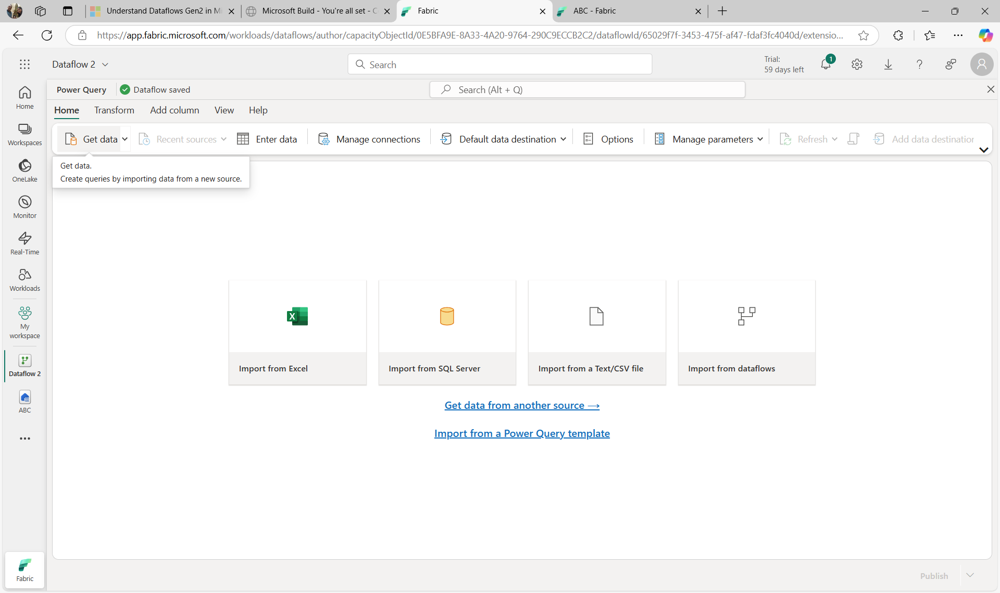 Understand Dataflows Gen2 in Mi
Microsoft Build - You're all set - C
Fabric
ABC - Fabric
https://app.fabric.microsoft.com/workloads/dataflows/author/capacityObjectId/0E5BFA9E-8A33-4A20-9764-290C9ECCB2C2/dataflowId/65029f7f-3453-475f-af47-fdaf3fc4040d/extensio...
Dataflow 2
Search
Trial:
59 days left
1
Power Query
Dataflow saved
Search (Alt + Q)
Home
Transform
Add column
View
Help
Get data
Recent sources
Enter data
Manage connections
Default data destination
Options
Manage parameters
Refresh
Add data destination
Get data.
Create queries by importing data from a new source.
Home
Workspaces
OneLake
Monitor
Real-Time
Workloads
My
workspace
Dataflow 2
ABC
Import from Excel
Import from SQL Server
Import from a Text/CSV file
Import from dataflows
Get data from another source →
Import from a Power Query template
Fabric
Publish